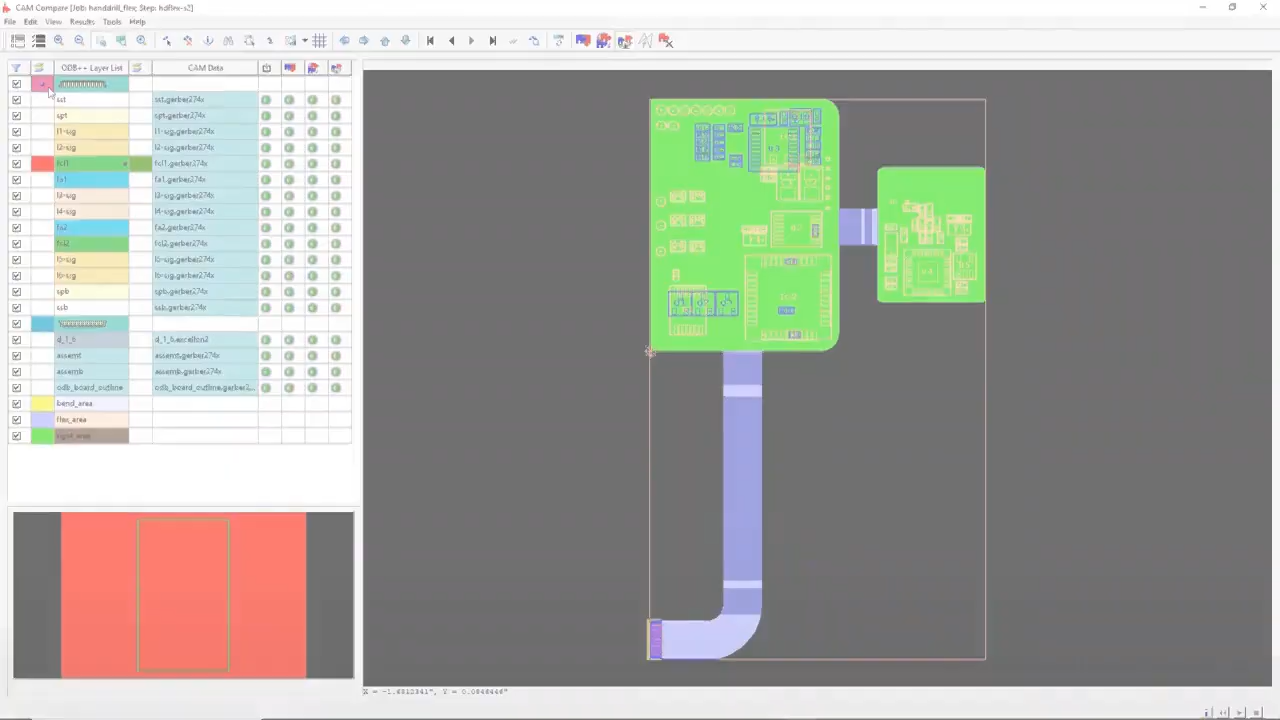 CAM Compare [Job: handdrill_flex; Step: hdflex-s2]
File Edit View Results Tools Help
ODB++ Layer List CAM Data
sst sst.gerber274x
spt spt.gerber274x
l1-sig l1-sig.gerber274x
l2-sig l2-sig.gerber274x
fcl1 fcl1.gerber274x
fa1 fa1.gerber274x
l3-sig l3-sig.gerber274x
l4-sig l4-sig.gerber274x
fa2 fa2.gerber274x
fcl2 fcl2.gerber274x
l5-sig l5-sig.gerber274x
l6-sig l6-sig.gerber274x
spb spb.gerber274x
ssb ssb.gerber274x
d_1_h d_1_h.excellon2
assemt assemt.gerber274x
assemb assemb.gerber274x
odb_board_outline odb_board_outline.gerber2...
bend_area
flex_area
rigid_area